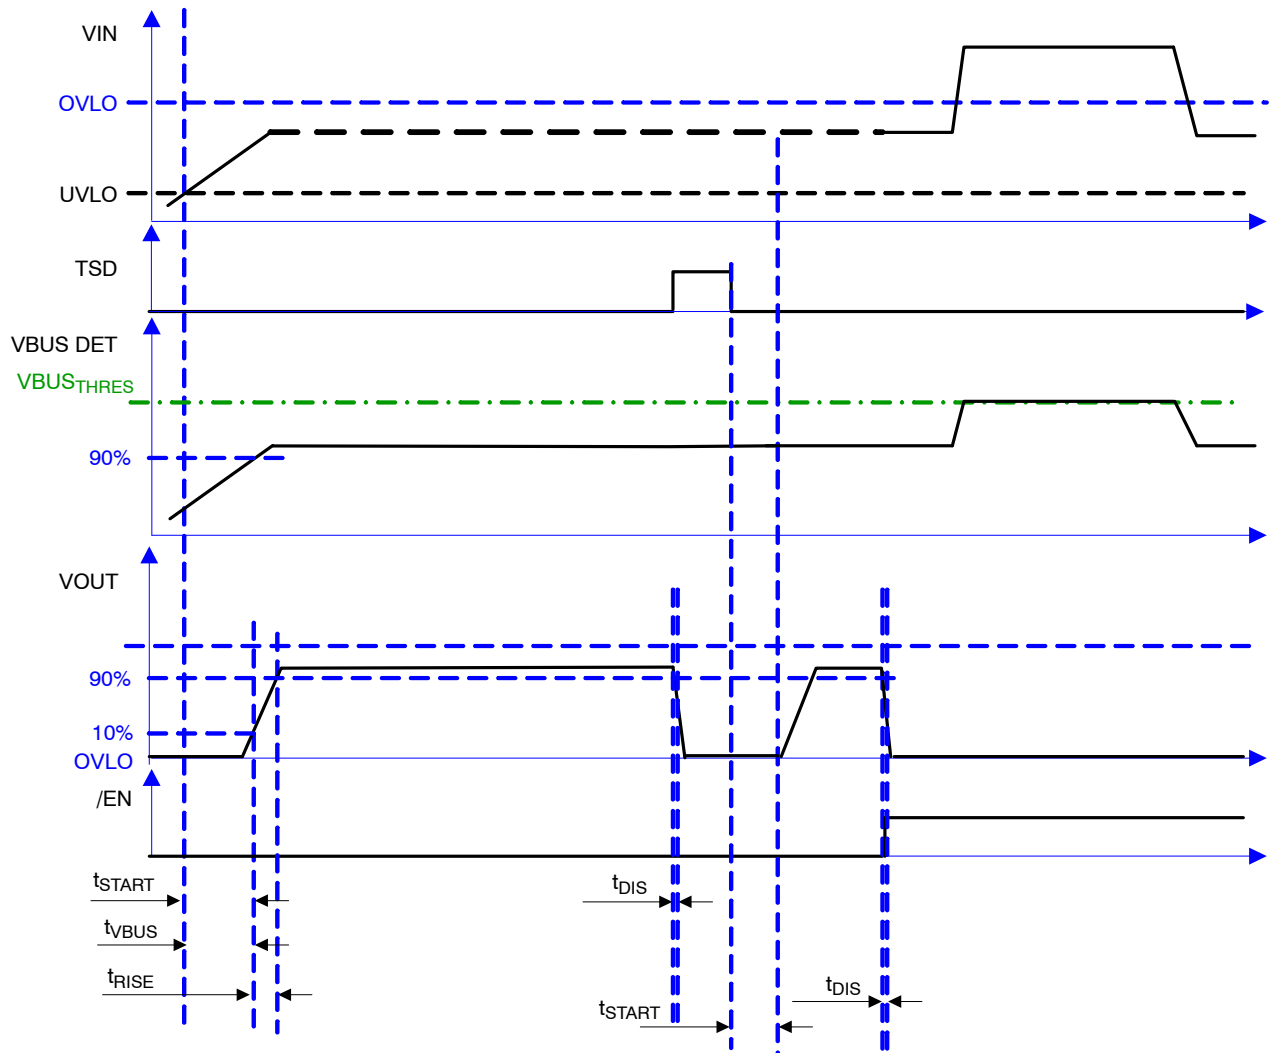 VIN
OVLO
UVLO
TSD
VBUS DET
VBUSTHRES
90%
VOUT
90%
10%
OVLO
/EN
tSTART
tDIS
tVBUS
tRISE
tDIS
tSTART